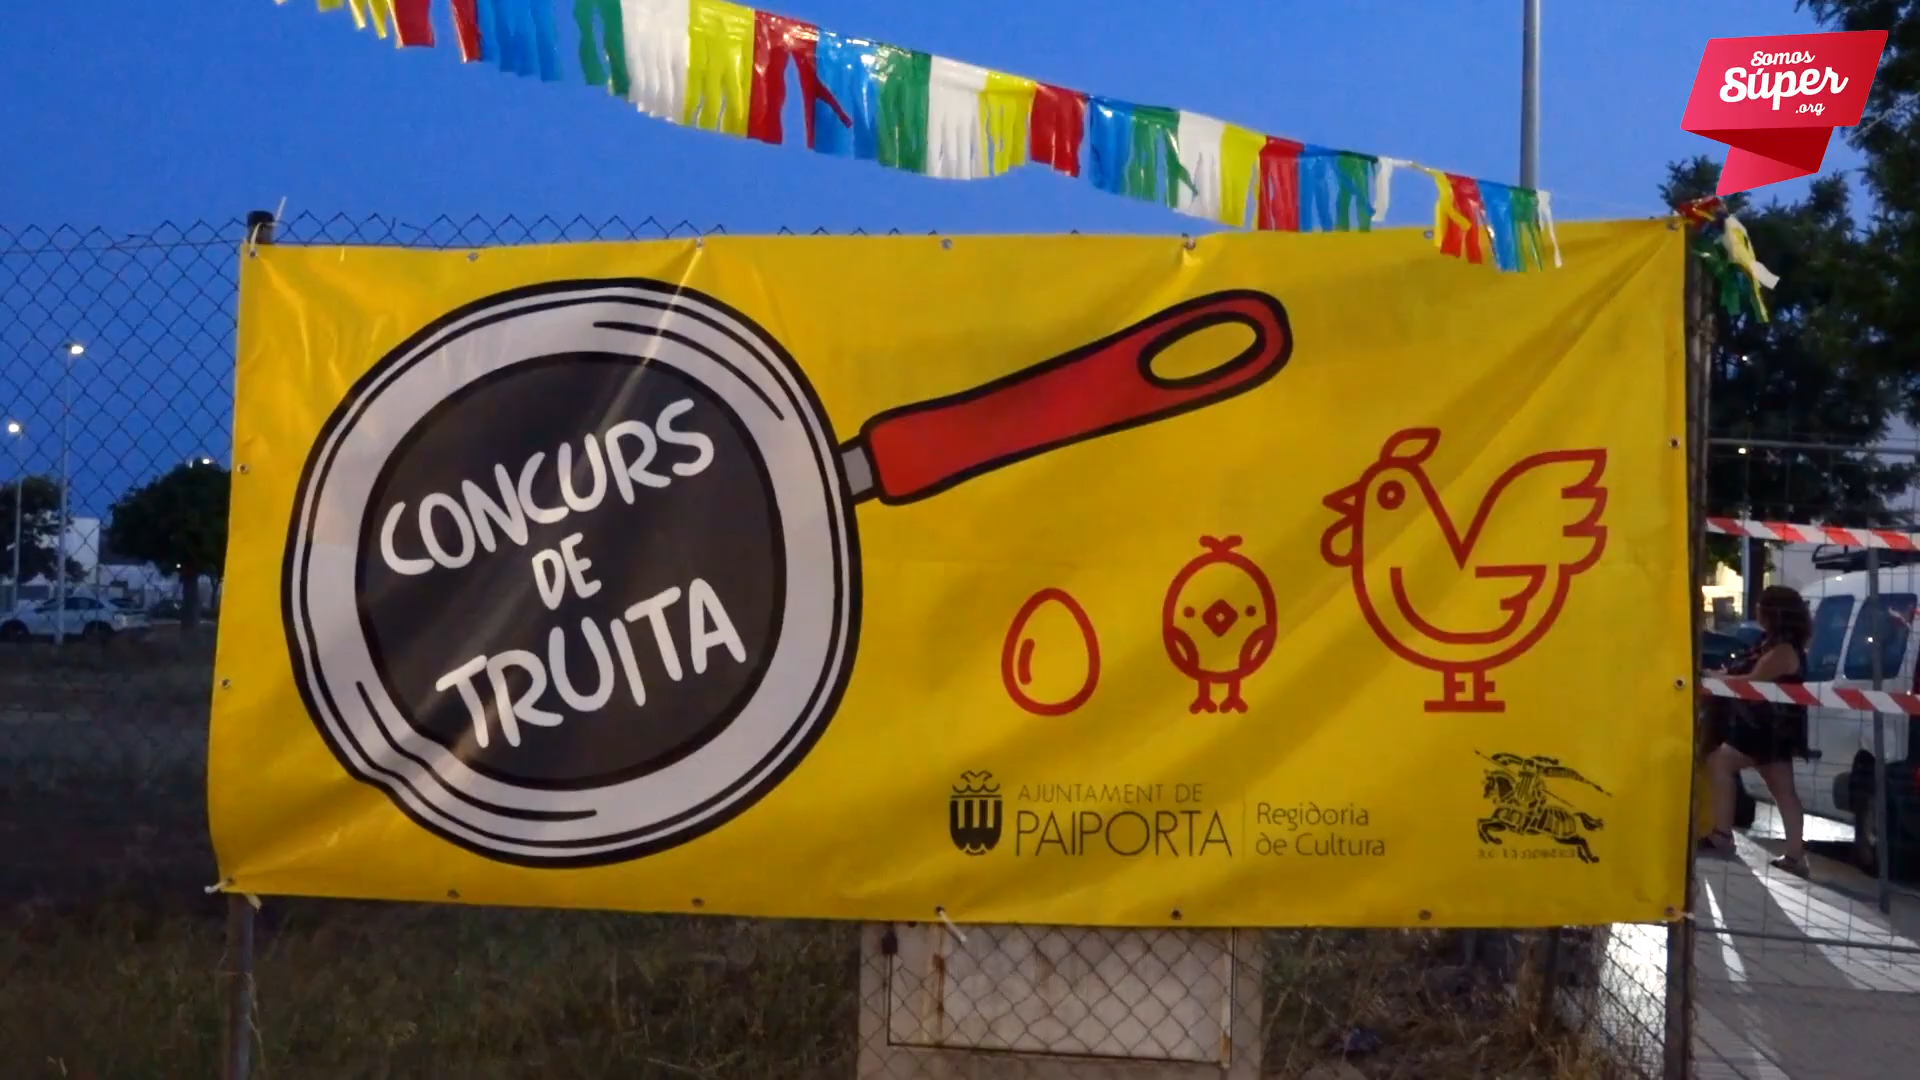 Somos
Súper
.org
CONCURS
DE
TRUITA
AJUNTAMENT DE
PAIPORTA
Regidoria
de Cultura